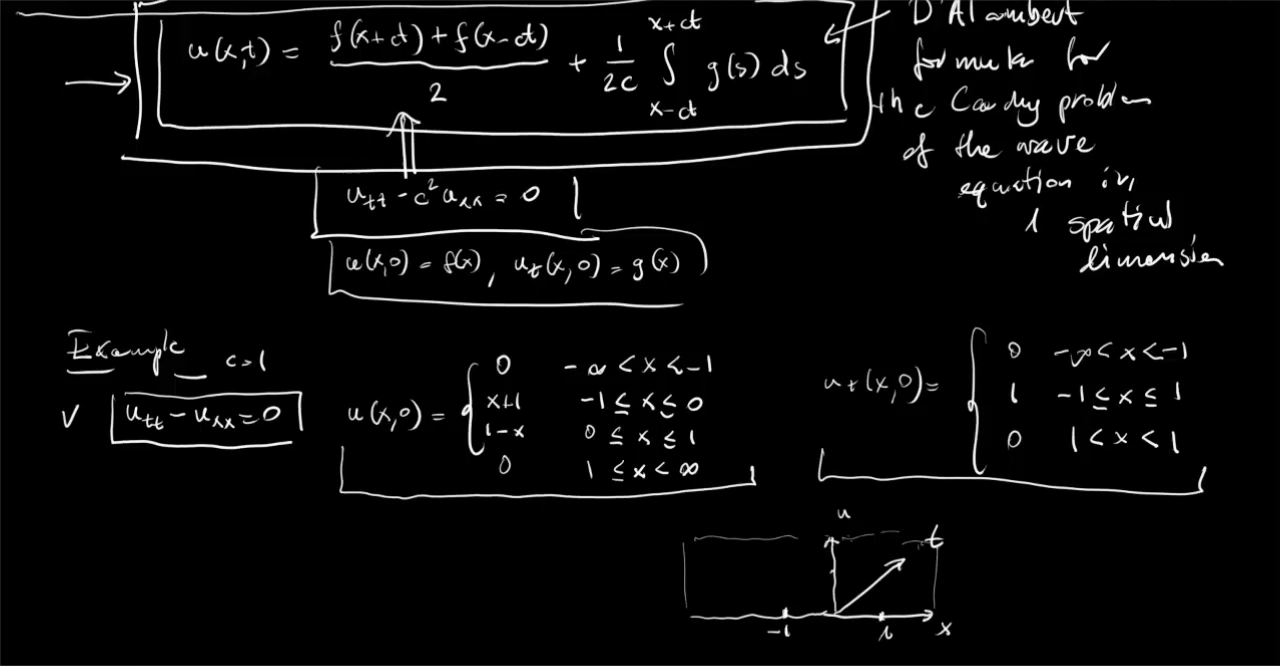 u(x,t) = (f(x+ct) + f(x-ct))/2 + 1/2c ∫_{x-ct}^{x+ct} g(s) ds
D'Alambert
formula for
the Cauchy problem
of the wave
equation in
1 spatial
dimension
u_tt - c²u_xx = 0
u(x,0) = f(x), u_t(x,0) = g(x)
Example c=1
V u_tt - u_xx = 0
u(x,0) = {
0 -∞ < x < -1
x+1 -1 ≤ x ≤ 0
1-x 0 ≤ x ≤ 1
0 1 ≤ x < ∞
u_t(x,0) = {
0 -∞ < x < -1
1 -1 ≤ x ≤ 1
0 1 < x < 1
u
t
-1 1 x